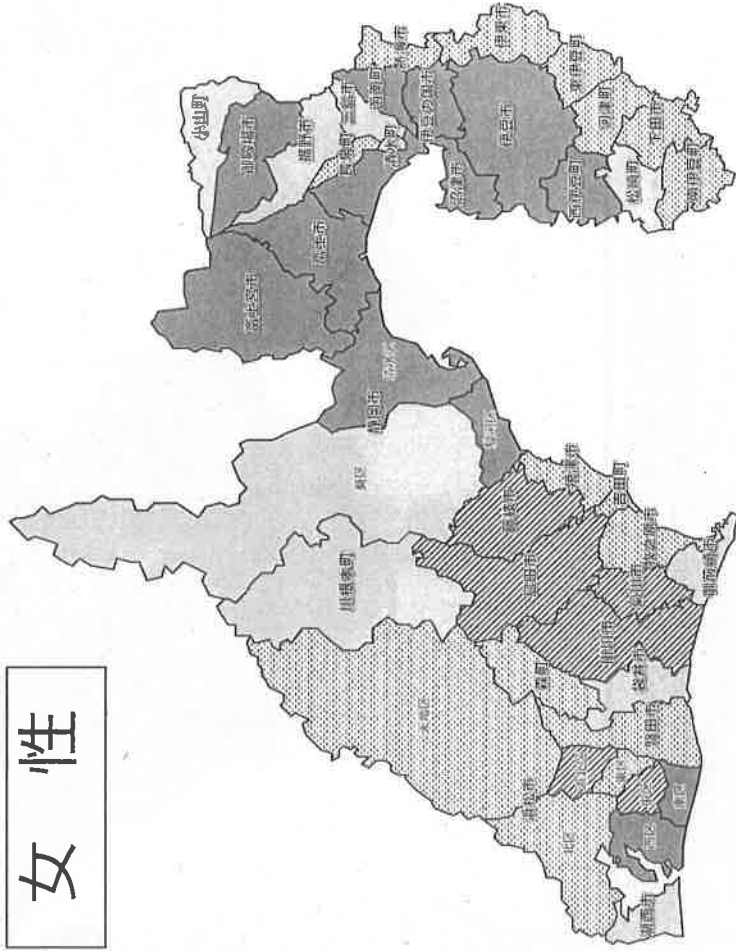 女性
小山町
御殿場市
裾野市
富士宮市
富士市
三島市
函南町
長泉町
清水町
熱海市
伊豆の国市
沼津市
伊東市
伊豆市
東伊豆町
西伊豆町
河津町
松崎町
下田市
南伊豆町
静岡市
清水区
葵区
駿河区
川根本町
藤枝市
焼津市
島田市
吉田町
牧之原市
菊川市
御前崎市
掛川市
森町
袋井市
磐田市
天竜区
浜松市
北区
東区
中区
南区
西区
湖西市